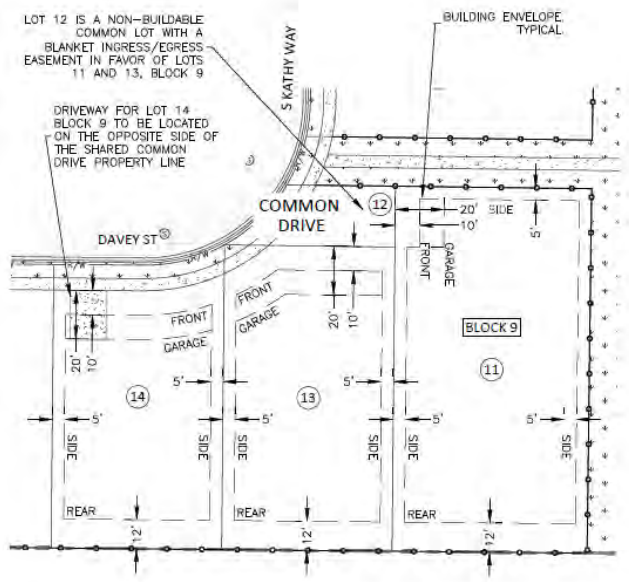 LOT 12 IS A NON-BUILDABLE
COMMON LOT WITH A
BLANKET INGRESS/EGRESS
EASEMENT IN FAVOR OF LOTS
11 AND 13, BLOCK 9
BUILDING ENVELOPE,
TYPICAL
S KATHY WAY
DRIVEWAY FOR LOT 14
BLOCK 9 TO BE LOCATED
ON THE OPPOSITE SIDE OF
THE SHARED COMMON
DRIVE PROPERTY LINE
COMMON
DRIVE
12
20'
SIDE
10'
5'
DAVEY ST
FRONT
GARAGE
FRONT
GARAGE
20'
10'
FRONT
GARAGE
20'
10'
BLOCK 9
11
5'
5'
14
13
5'
5'
5'
5'
SIDE
SIDE
SIDE
SIDE
SIDE
SIDE
REAR
REAR
REAR
12'
12'
12'